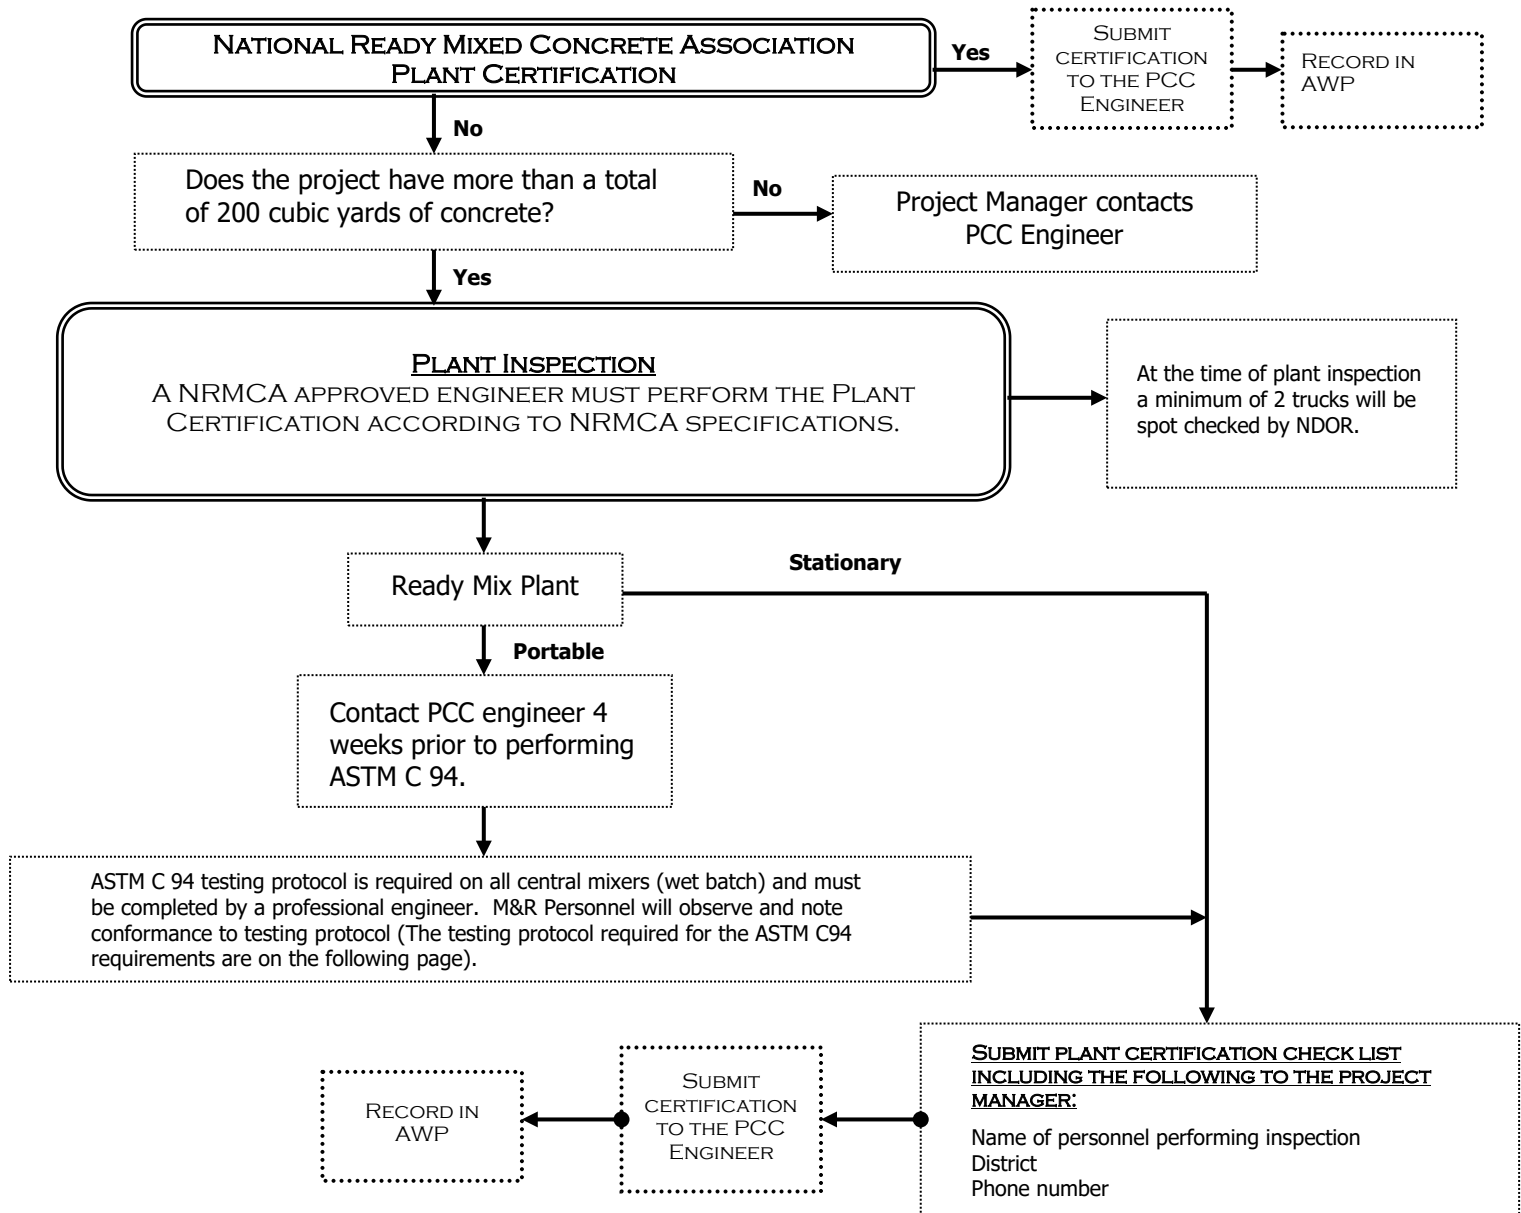 NATIONAL READY MIXED CONCRETE ASSOCIATION
PLANT CERTIFICATION
Yes
SUBMIT
CERTIFICATION
TO THE PCC
ENGINEER
RECORD IN
AWP
No
Does the project have more than a total
of 200 cubic yards of concrete?
No
Project Manager contacts
PCC Engineer
Yes
PLANT INSPECTION
A NRMCA APPROVED ENGINEER MUST PERFORM THE PLANT
CERTIFICATION ACCORDING TO NRMCA SPECIFICATIONS.
At the time of plant inspection
a minimum of 2 trucks will be
spot checked by NDOR.
Ready Mix Plant
Stationary
Portable
Contact PCC engineer 4
weeks prior to performing
ASTM C 94.
ASTM C 94 testing protocol is required on all central mixers (wet batch) and must
be completed by a professional engineer.  M&R Personnel will observe and note
conformance to testing protocol (The testing protocol required for the ASTM C94
requirements are on the following page).
SUBMIT PLANT CERTIFICATION CHECK LIST
INCLUDING THE FOLLOWING TO THE PROJECT
MANAGER:
Name of personnel performing inspection
District
Phone number
SUBMIT
CERTIFICATION
TO THE PCC
ENGINEER
RECORD IN
AWP